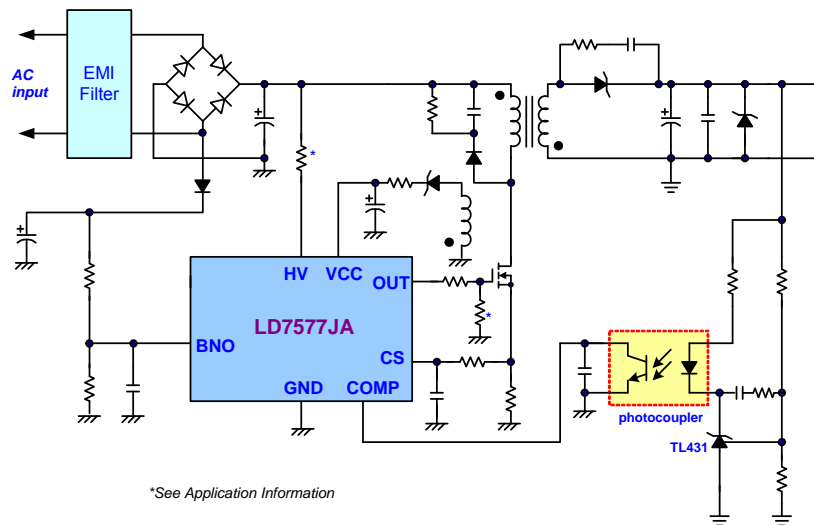 AC
input
EMI
Filter
+
+
*
+
+
HV
VCC
OUT
LD7577JA
*
BNO
CS
GND
COMP
photocoupler
TL431
*See Application Information